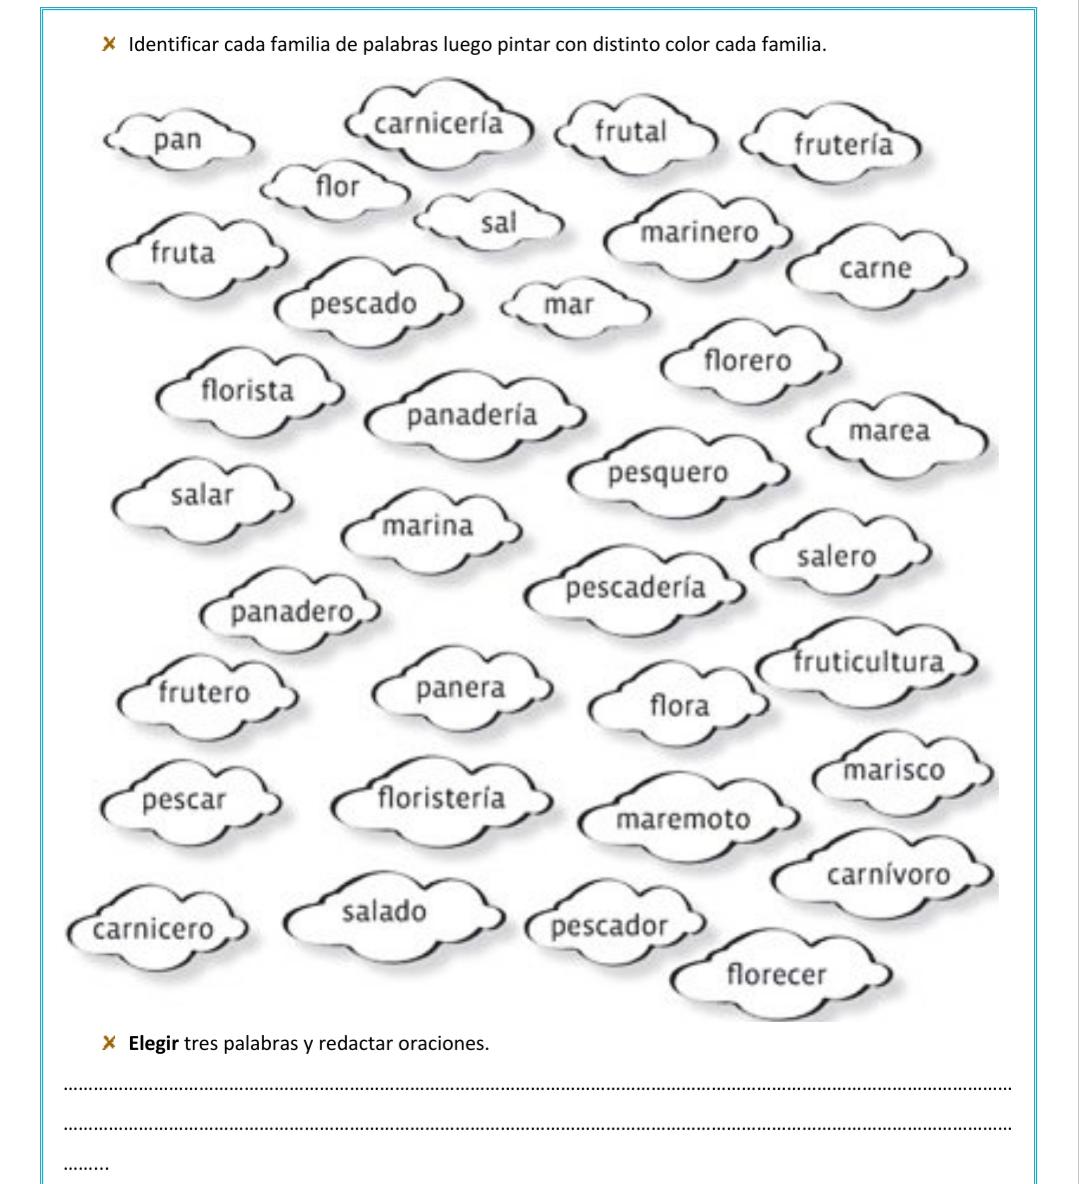 ✘ Identificar cada familia de palabras luego pintar con distinto color cada familia.
pan
carnicería
frutal
frutería
flor
sal
marinero
fruta
carne
pescado
mar
florero
florista
panadería
marea
pesquero
salar
marina
salero
pescadería
panadero
fruticultura
frutero
panera
flora
marisco
pescar
floristería
maremoto
carnívoro
carnicero
salado
pescador
florecer
✘ Elegir tres palabras y redactar oraciones.